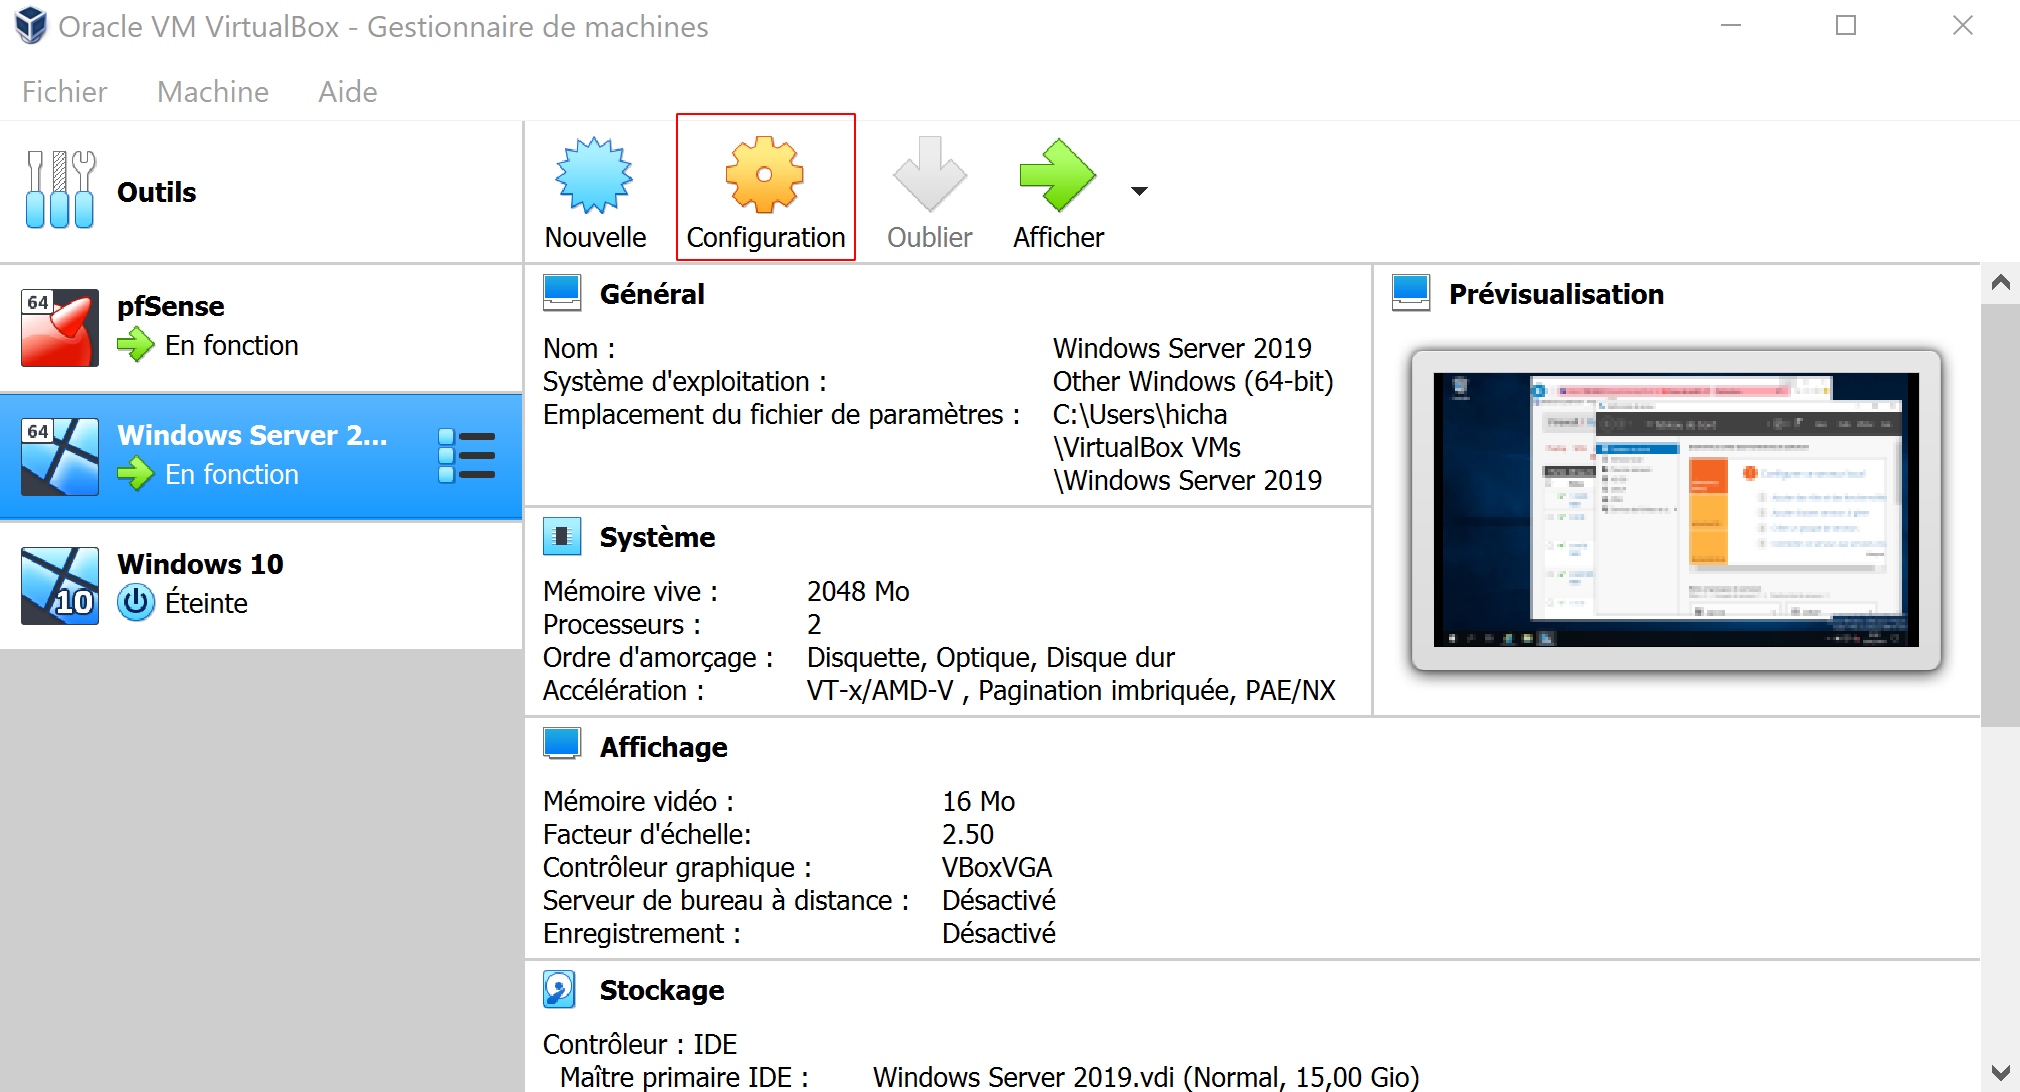 Oracle VM VirtualBox - Gestionnaire de machines
Fichier Machine Aide
Outils
Nouvelle Configuration Oublier Afficher
64
pfSense
En fonction
64
Windows Server 2...
En fonction
10
Windows 10
Éteinte
Général
Nom : Windows Server 2019
Système d'exploitation : Other Windows (64-bit)
Emplacement du fichier de paramètres : C:\Users\hicha
\VirtualBox VMs
\Windows Server 2019
Prévisualisation
Système
Mémoire vive : 2048 Mo
Processeurs : 2
Ordre d'amorçage : Disquette, Optique, Disque dur
Accélération : VT-x/AMD-V , Pagination imbriquée, PAE/NX
Affichage
Mémoire vidéo : 16 Mo
Facteur d'échelle: 2.50
Contrôleur graphique : VBoxVGA
Serveur de bureau à distance : Désactivé
Enregistrement : Désactivé
Stockage
Contrôleur : IDE
Maître primaire IDE : Windows Server 2019.vdi (Normal, 15,00 Gio)